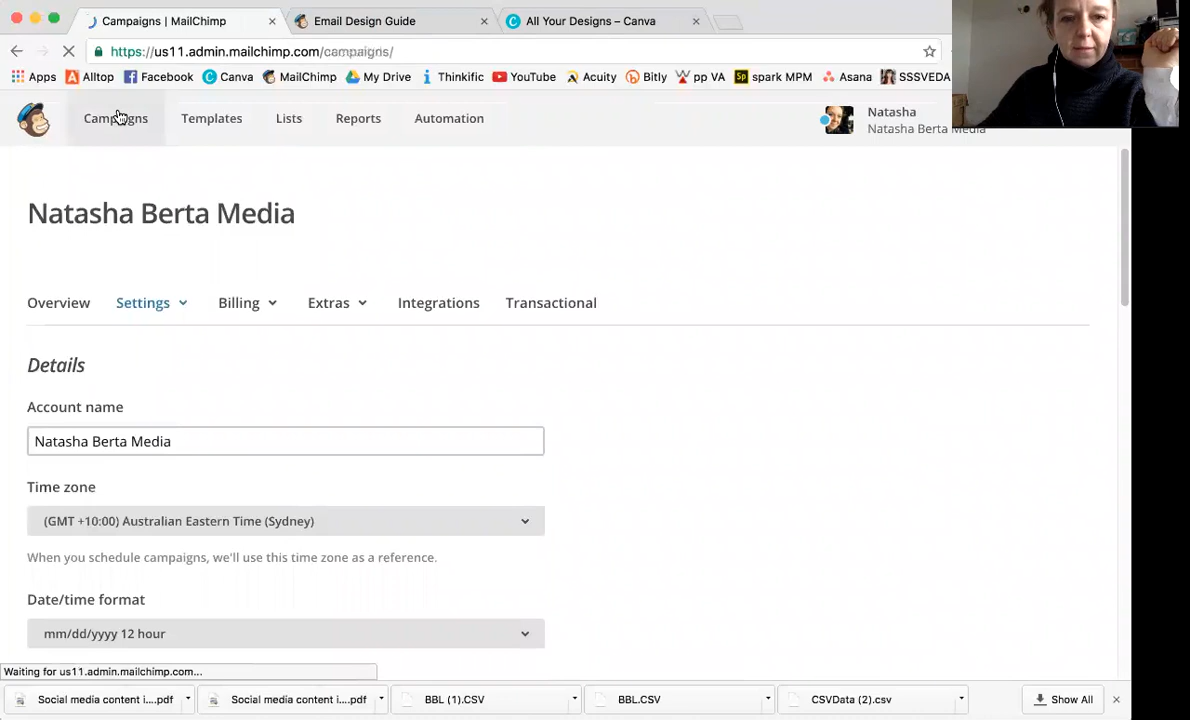 Campaigns | MailChimp
Email Design Guide
All Your Designs – Canva
https://us11.admin.mailchimp.com/campaigns/
Apps
Alltop
Facebook
Canva
MailChimp
My Drive
Thinkific
YouTube
Acuity
Bitly
pp VA
spark MPM
Asana
SSSVEDA
Campaigns
Templates
Lists
Reports
Automation
Natasha
Natasha Berta Media
Natasha Berta Media
Overview
Settings
Billing
Extras
Integrations
Transactional
Details
Account name
Natasha Berta Media
Time zone
(GMT +10:00) Australian Eastern Time (Sydney)
When you schedule campaigns, we'll use this time zone as a reference.
Date/time format
mm/dd/yyyy 12 hour
Waiting for us11.admin.mailchimp.com...
Social media content i....pdf
Social media content i....pdf
BBL (1).CSV
BBL.CSV
CSVData (2).csv
Show All